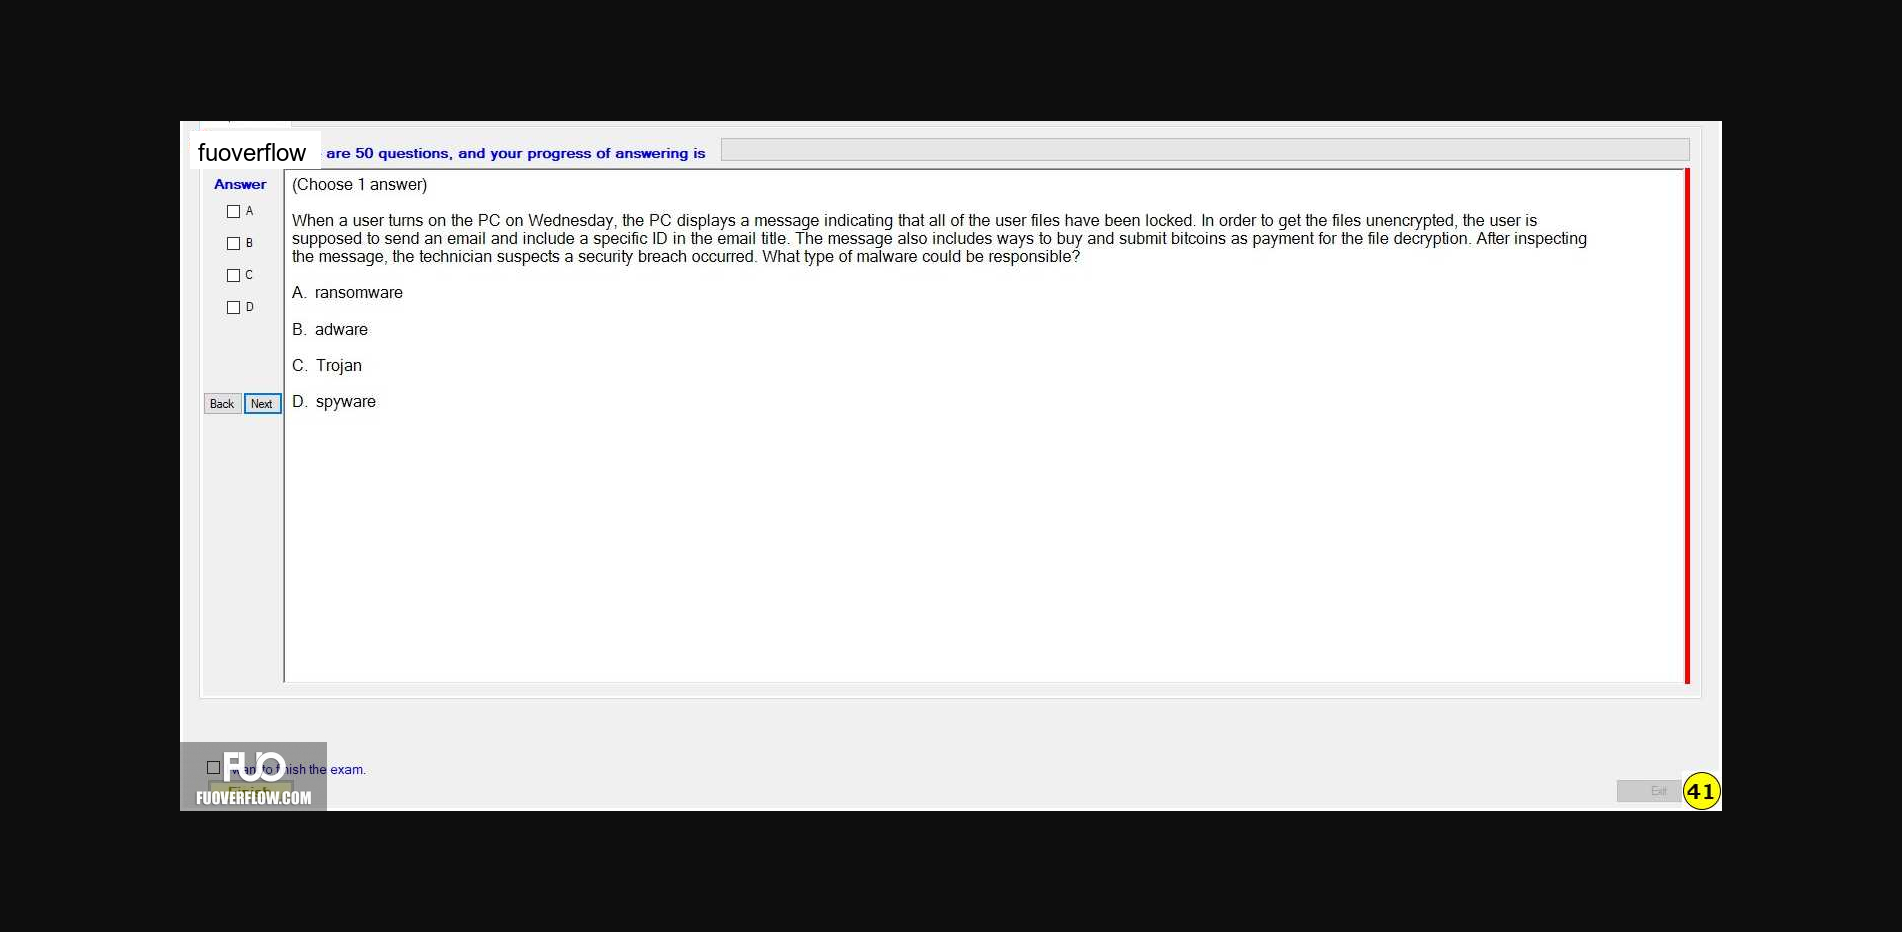 fuoverflow are 50 questions, and your progress of answering is
Answer
A
B
C
D
Back Next
(Choose 1 answer)
When a user turns on the PC on Wednesday, the PC displays a message indicating that all of the user files have been locked. In order to get the files unencrypted, the user is
supposed to send an email and include a specific ID in the email title. The message also includes ways to buy and submit bitcoins as payment for the file decryption. After inspecting
the message, the technician suspects a security breach occurred. What type of malware could be responsible?
A. ransomware
B. adware
C. Trojan
D. spyware
FUO
want to finish the exam.
Finish
FUOVERFLOW.COM
Exit
41